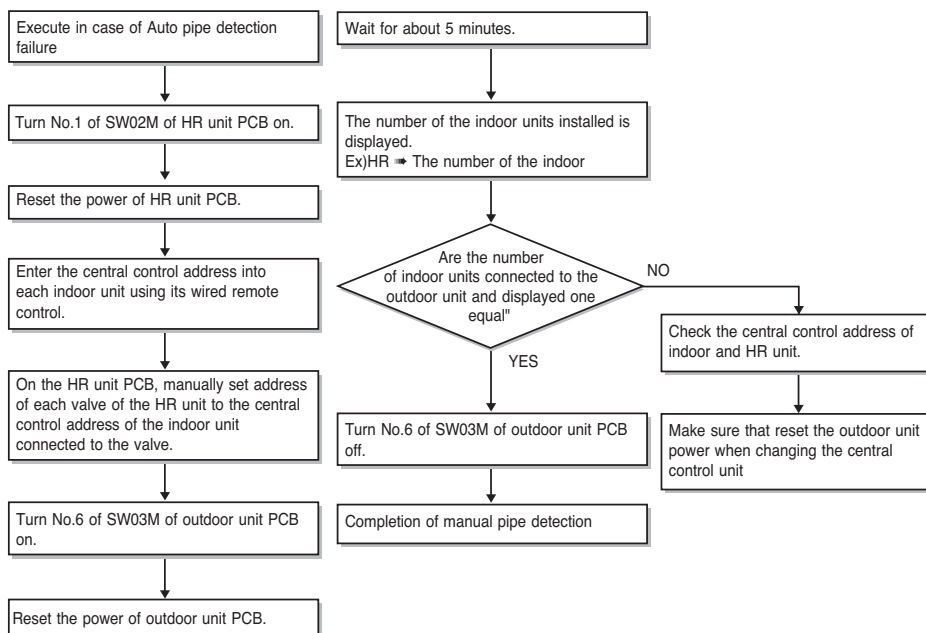 Execute in case of Auto pipe detection
failure
Turn No.1 of SW02M of HR unit PCB on.
Reset the power of HR unit PCB.
Enter the central control address into
each indoor unit using its wired remote
control.
On the HR unit PCB, manually set address
of each valve of the HR unit to the central
control address of the indoor unit
connected to the valve.
Turn No.6 of SW03M of outdoor unit PCB
on.
Reset the power of outdoor unit PCB.
Wait for about 5 minutes.
The number of the indoor units installed is
displayed.
Ex)HR ➠ The number of the indoor
Are the number
of indoor units connected to the
outdoor unit and displayed one
equal"
NO
YES
Turn No.6 of SW03M of outdoor unit PCB
off.
Completion of manual pipe detection
Check the central control address of
indoor and HR unit.
Make sure that reset the outdoor unit
power when changing the central
control unit